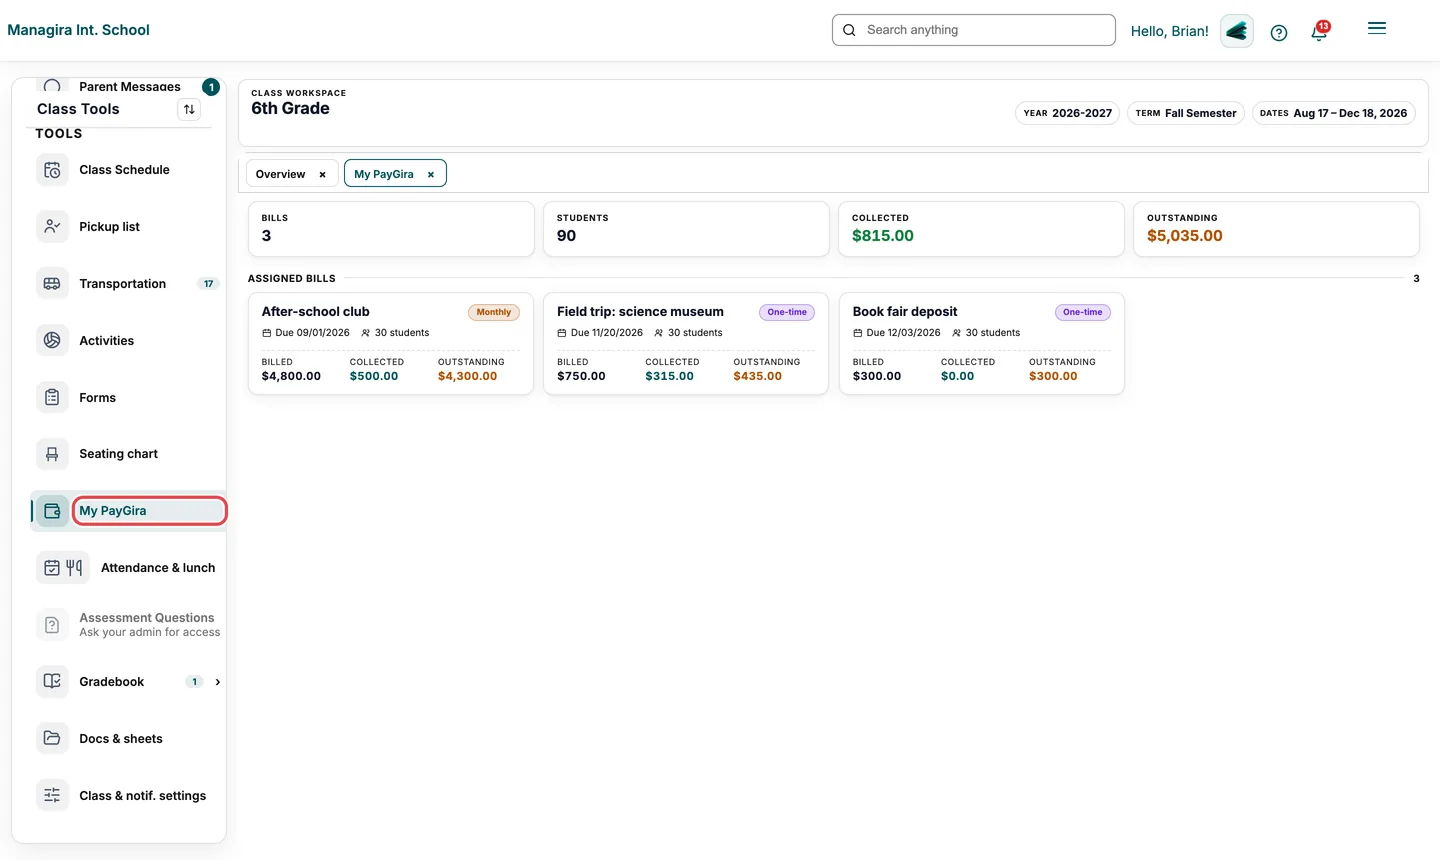 Managira Int. School
Search anything
Hello, Brian!
13
Parent Messages 1
Class Tools
TOOLS
Class Schedule
Pickup list
Transportation 17
Activities
Forms
Seating chart
My PayGira
Attendance & lunch
Assessment Questions
Ask your admin for access
Gradebook 1
Docs & sheets
Class & notif. settings
CLASS WORKSPACE
6th Grade
YEAR 2026-2027
TERM Fall Semester
DATES Aug 17 – Dec 18, 2026
Overview ×
My PayGira ×
BILLS
3
STUDENTS
90
COLLECTED
$815.00
OUTSTANDING
$5,035.00
ASSIGNED BILLS 3
After-school club Monthly
Due 09/01/2026 30 students
BILLED COLLECTED OUTSTANDING
$4,800.00 $500.00 $4,300.00
Field trip: science museum One-time
Due 11/20/2026 30 students
BILLED COLLECTED OUTSTANDING
$750.00 $315.00 $435.00
Book fair deposit One-time
Due 12/03/2026 30 students
BILLED COLLECTED OUTSTANDING
$300.00 $0.00 $300.00